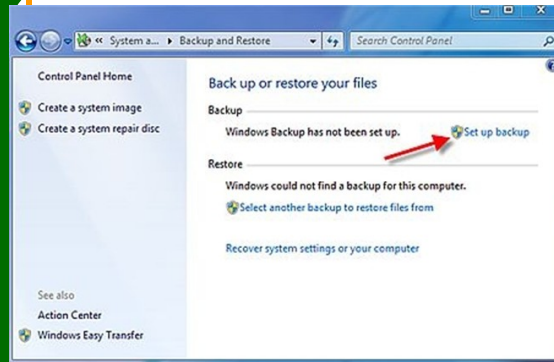 « System a... ▸ Backup and Restore
Search Control Panel
Control Panel Home
Create a system image
Create a system repair disc
See also
Action Center
Windows Easy Transfer
Back up or restore your files
Backup
Windows Backup has not been set up.
Set up backup
Restore
Windows could not find a backup for this computer.
Select another backup to restore files from
Recover system settings or your computer